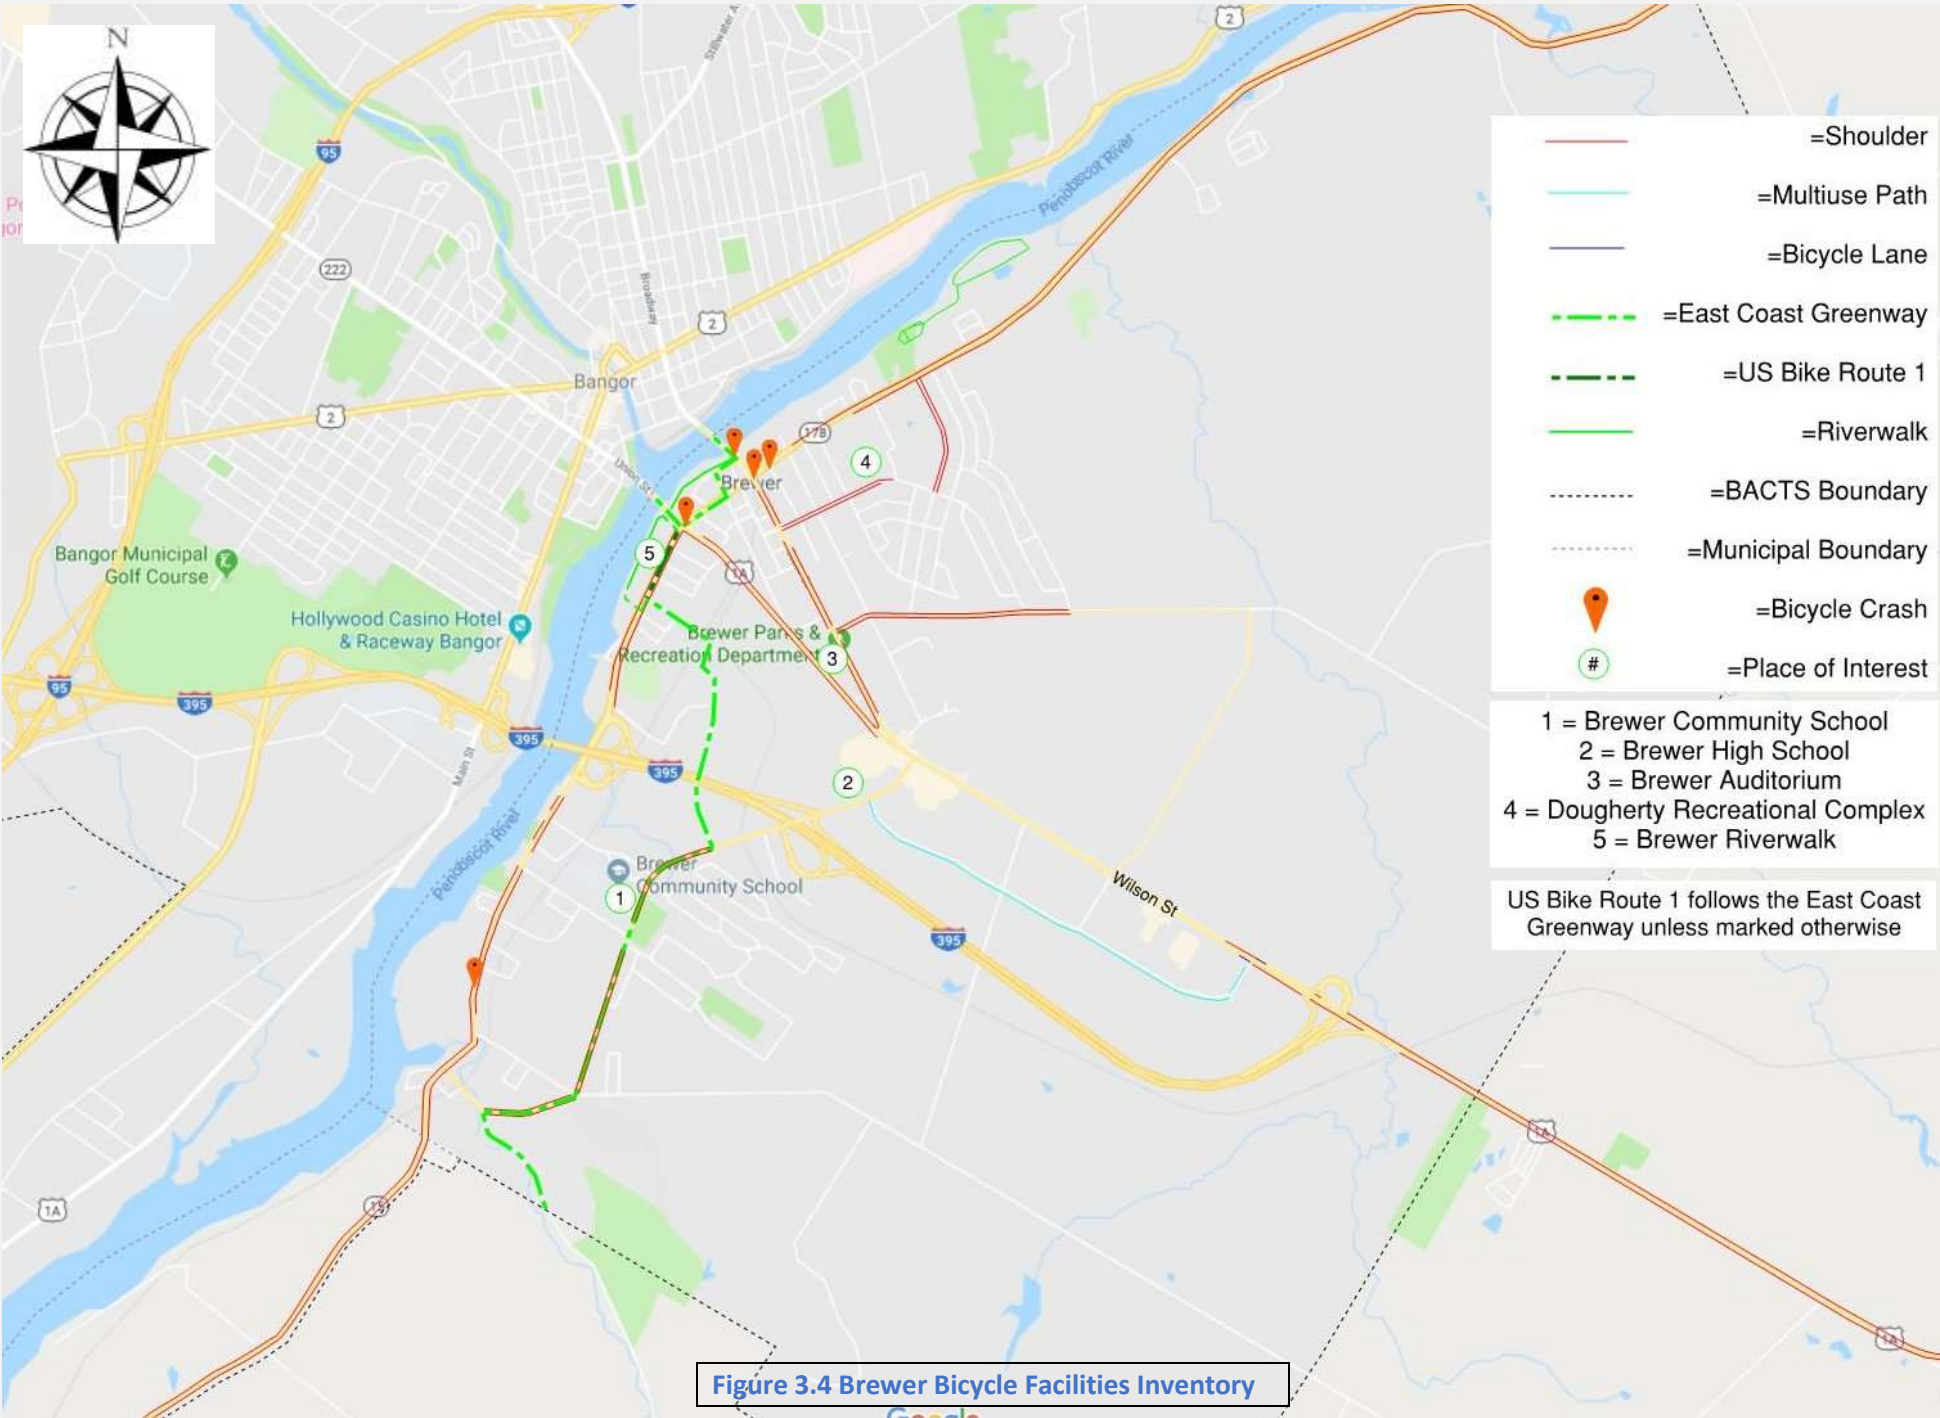 N
2
Stillwater A
95
Penobscot River
222
Broadway
2
Bangor
2
178
4
Union St
Brewer
5
1A
Bangor Municipal
Golf Course
Hollywood Casino Hotel
& Raceway Bangor
Brewer Parks &
Recreation Department
3
95
395
395
395
Main St
2
Penobscot River
Brewer
Community School
1
Wilson St
395
1A
15
1A
1A
=Shoulder
=Multiuse Path
=Bicycle Lane
=East Coast Greenway
=US Bike Route 1
=Riverwalk
=BACTS Boundary
=Municipal Boundary
=Bicycle Crash
# =Place of Interest
1 = Brewer Community School
2 = Brewer High School
3 = Brewer Auditorium
4 = Dougherty Recreational Complex
5 = Brewer Riverwalk
US Bike Route 1 follows the East Coast
Greenway unless marked otherwise
Figure 3.4 Brewer Bicycle Facilities Inventory
Google